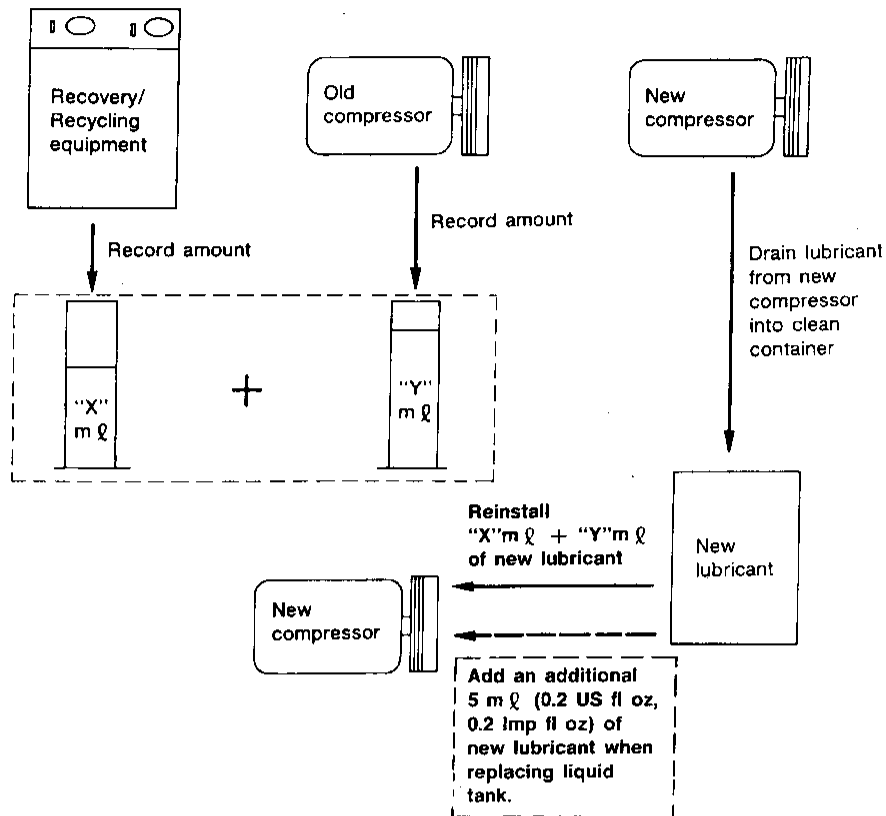 Recovery/
Recycling
equipment
Old
compressor
New
compressor
Record amount
Record amount
Drain lubricant
from new
compressor
into clean
container
"X"
mℓ
+
"Y"
mℓ
Reinstall
"X"mℓ + "Y"mℓ
of new lubricant
New
lubricant
New
compressor
Add an additional
5 mℓ (0.2 US fl oz,
0.2 Imp fl oz) of
new lubricant when
replacing liquid
tank.